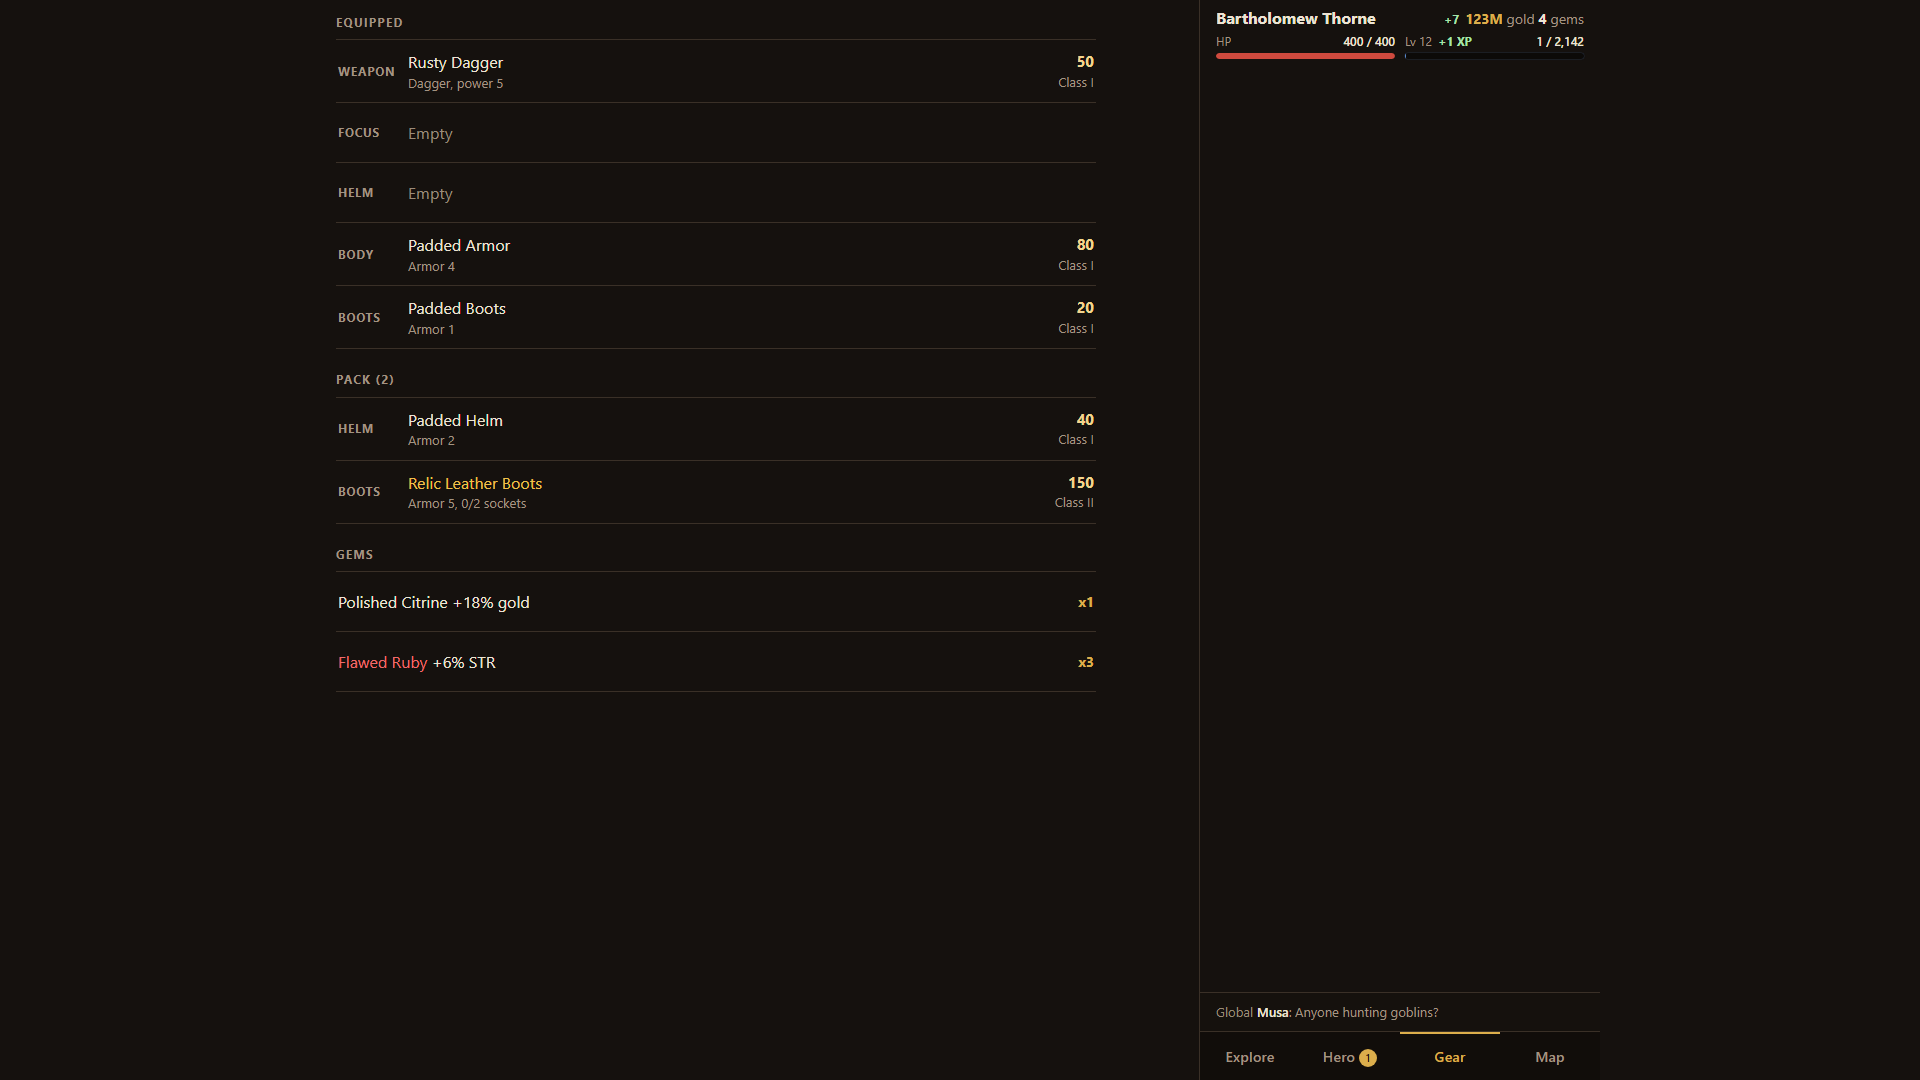 EQUIPPED
WEAPON Rusty Dagger 50
Dagger, power 5 Class I
FOCUS Empty
HELM Empty
BODY Padded Armor 80
Armor 4 Class I
BOOTS Padded Boots 20
Armor 1 Class I
PACK (2)
HELM Padded Helm 40
Armor 2 Class I
BOOTS Relic Leather Boots 150
Armor 5, 0/2 sockets Class II
GEMS
Polished Citrine +18% gold x1
Flawed Ruby +6% STR x3
Bartholomew Thorne +7 123M gold 4 gems
HP 400 / 400 Lv 12 +1 XP 1 / 2,142
Global Musa: Anyone hunting goblins?
Explore Hero 1 Gear Map